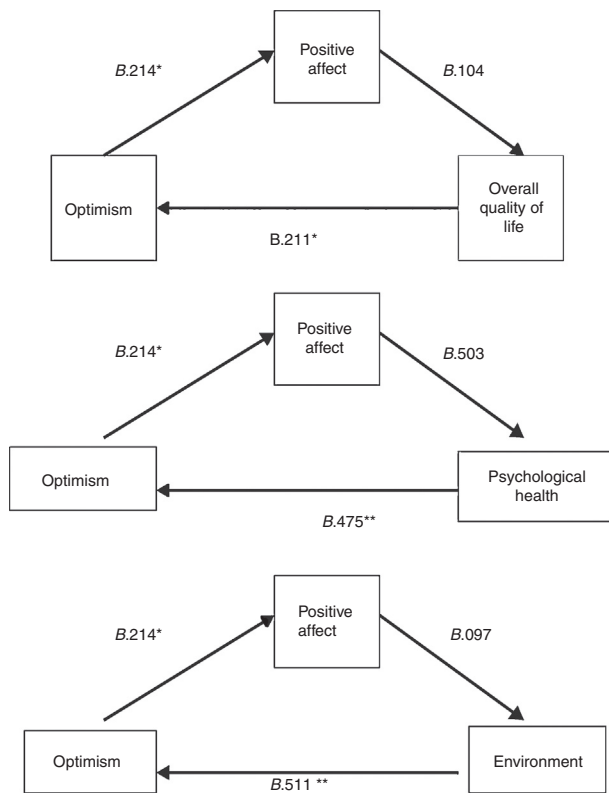 Positive
affect
B.214*
B.104
Optimism
Overall
quality of
life
B.211*
Positive
affect
B.214*
B.503
Optimism
Psychological
health
B.475**
Positive
affect
B.214*
B.097
Optimism
Environment
B.511 **